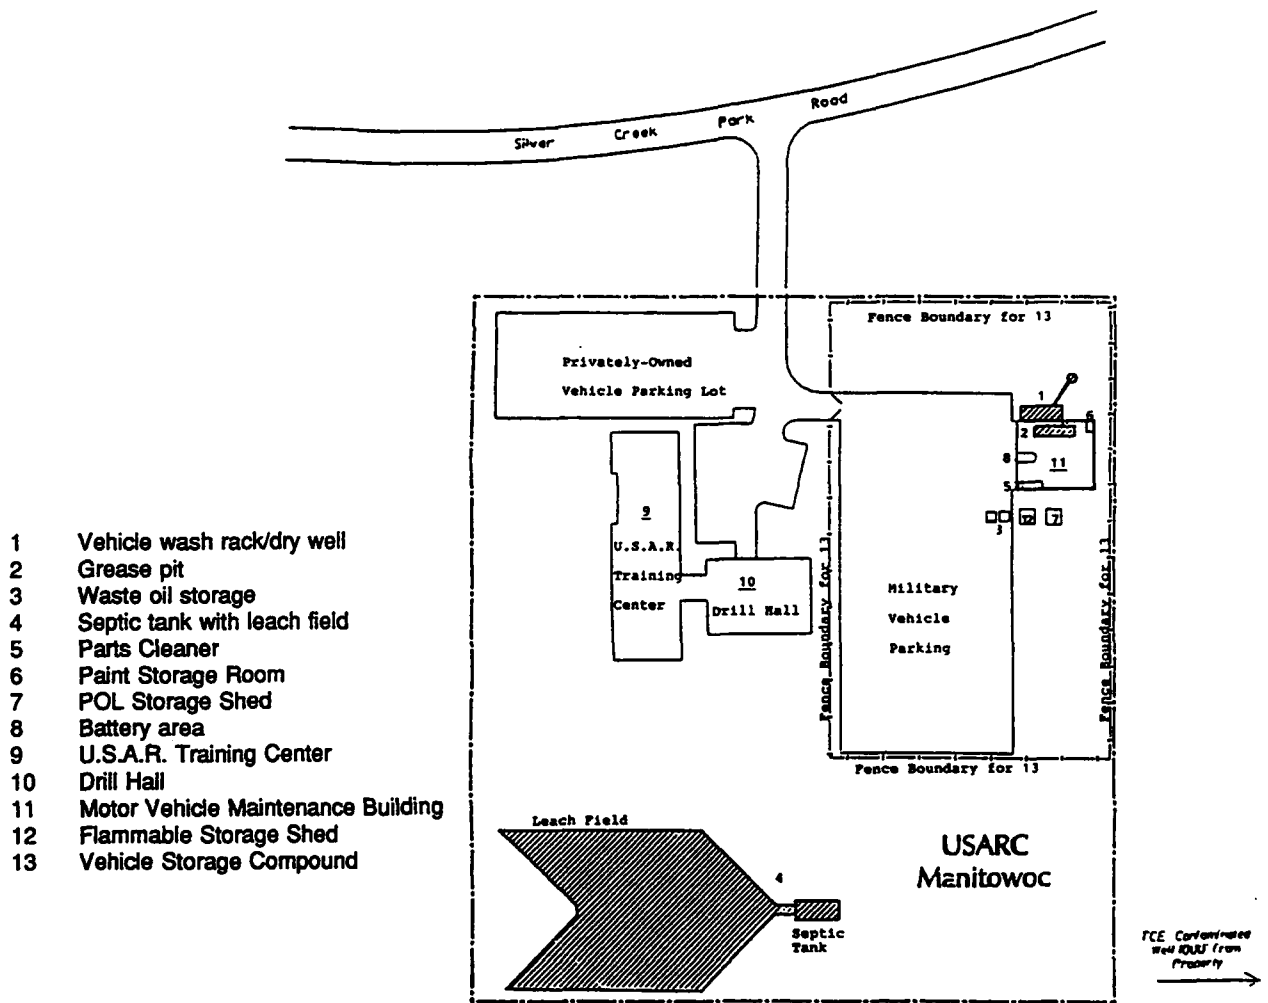 Silver Creek Park Road
Fence Boundary for 13
Privately-Owned
Vehicle Parking Lot
1
6
2
8
11
5
3
12
7
9
U.S.A.R.
Training
Center
10
Drill Hall
Fence Boundary for 13
Military
Vehicle
Parking
Fence Boundary for 13
Fence Boundary for 13
1 Vehicle wash rack/dry well
2 Grease pit
3 Waste oil storage
4 Septic tank with leach field
5 Parts Cleaner
6 Paint Storage Room
7 POL Storage Shed
8 Battery area
9 U.S.A.R. Training Center
10 Drill Hall
11 Motor Vehicle Maintenance Building
12 Flammable Storage Shed
13 Vehicle Storage Compound
Leach Field
4
Septic
Tank
USARC
Manitowoc
TCE Contaminated
Well from
Property